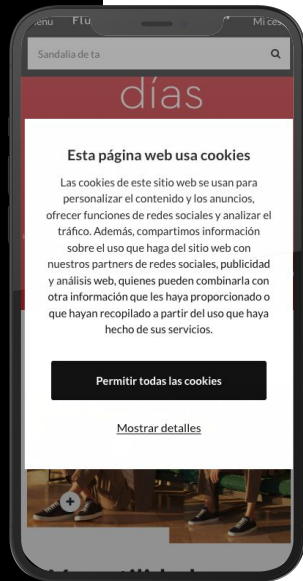 Flu
Mi ces
Sandalia de ta
días
Esta página web usa cookies
Las cookies de este sitio web se usan para
personalizar el contenido y los anuncios,
ofrecer funciones de redes sociales y analizar el
tráfico. Además, compartimos información
sobre el uso que haga del sitio web con
nuestros partners de redes sociales, publicidad
y análisis web, quienes pueden combinarla con
otra información que les haya proporcionado o
que hayan recopilado a partir del uso que haya
hecho de sus servicios.
Permitir todas las cookies
Mostrar detalles